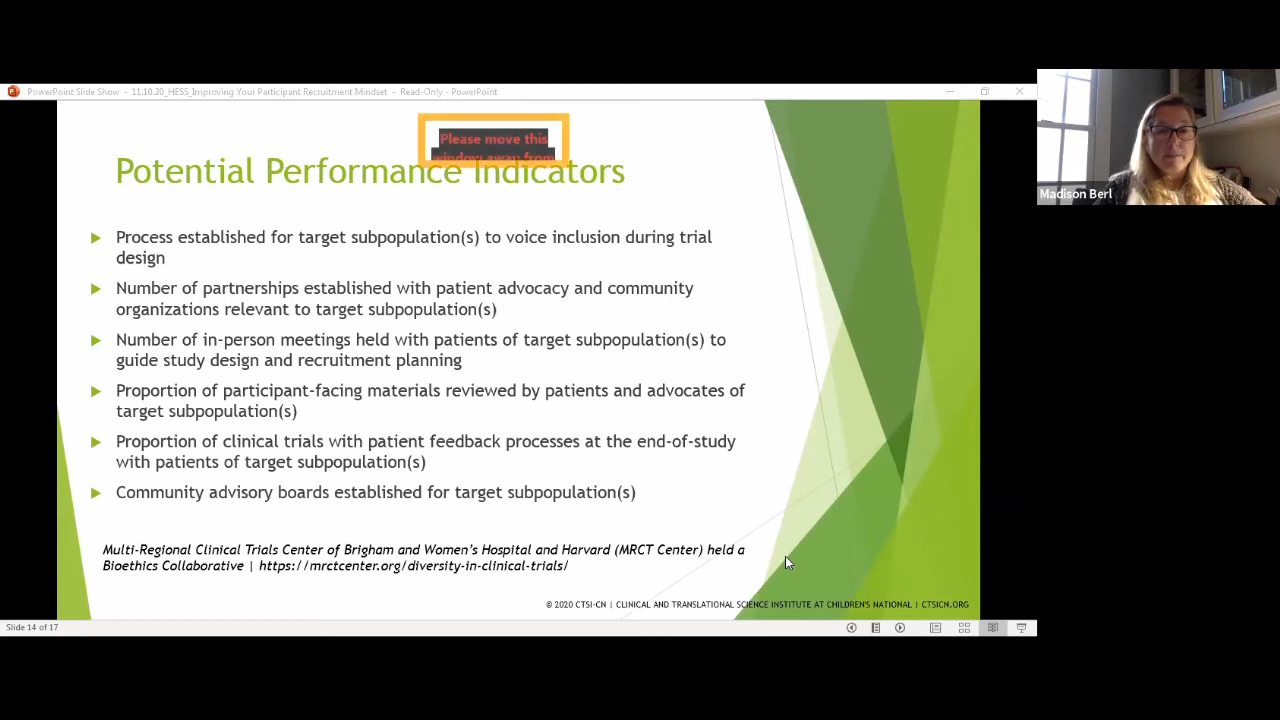 PowerPoint Slide Show - 11.10.20_HESS_Improving Your Participant Recruitment Mindset - Read-Only - PowerPoint
Please move this
window away from
Potential Performance Indicators
Process established for target subpopulation(s) to voice inclusion during trial
design
Number of partnerships established with patient advocacy and community
organizations relevant to target subpopulation(s)
Number of in-person meetings held with patients of target subpopulation(s) to
guide study design and recruitment planning
Proportion of participant-facing materials reviewed by patients and advocates of
target subpopulation(s)
Proportion of clinical trials with patient feedback processes at the end-of-study
with patients of target subpopulation(s)
Community advisory boards established for target subpopulation(s)
Multi-Regional Clinical Trials Center of Brigham and Women's Hospital and Harvard (MRCT Center) held a
Bioethics Collaborative | https://mrctcenter.org/diversity-in-clinical-trials/
© 2020 CTSI-CN | CLINICAL AND TRANSLATIONAL SCIENCE INSTITUTE AT CHILDREN'S NATIONAL | CTSICN.ORG
Slide 14 of 17
Madison Berl